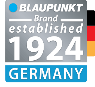 BLAUPUNKT
Brand
established
1924
GERMANY